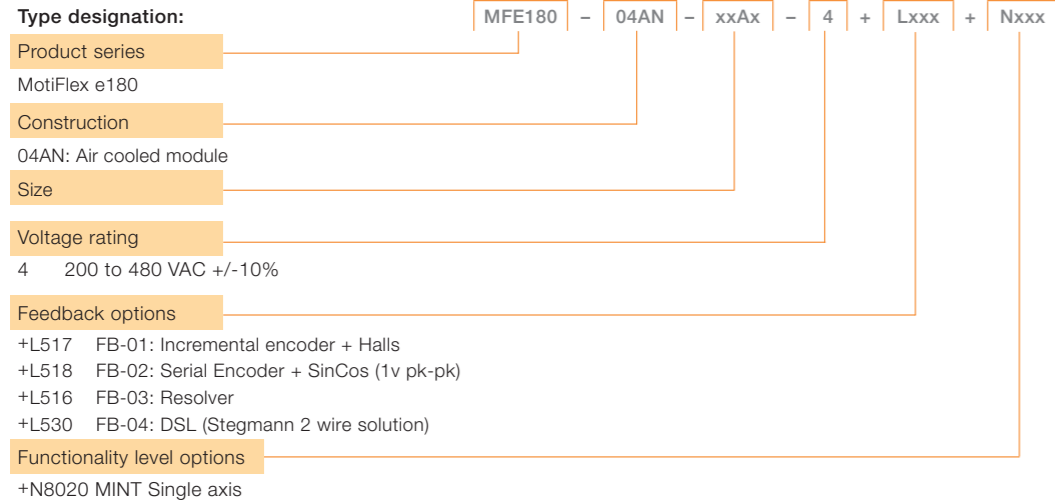 Type designation: MFE180 – 04AN – xxAx – 4 + Lxxx + Nxxx
Product series
MotiFlex e180
Construction
04AN: Air cooled module
Size
Voltage rating
4 200 to 480 VAC +/-10%
Feedback options
+L517 FB-01: Incremental encoder + Halls
+L518 FB-02: Serial Encoder + SinCos (1v pk-pk)
+L516 FB-03: Resolver
+L530 FB-04: DSL (Stegmann 2 wire solution)
Functionality level options
+N8020 MINT Single axis